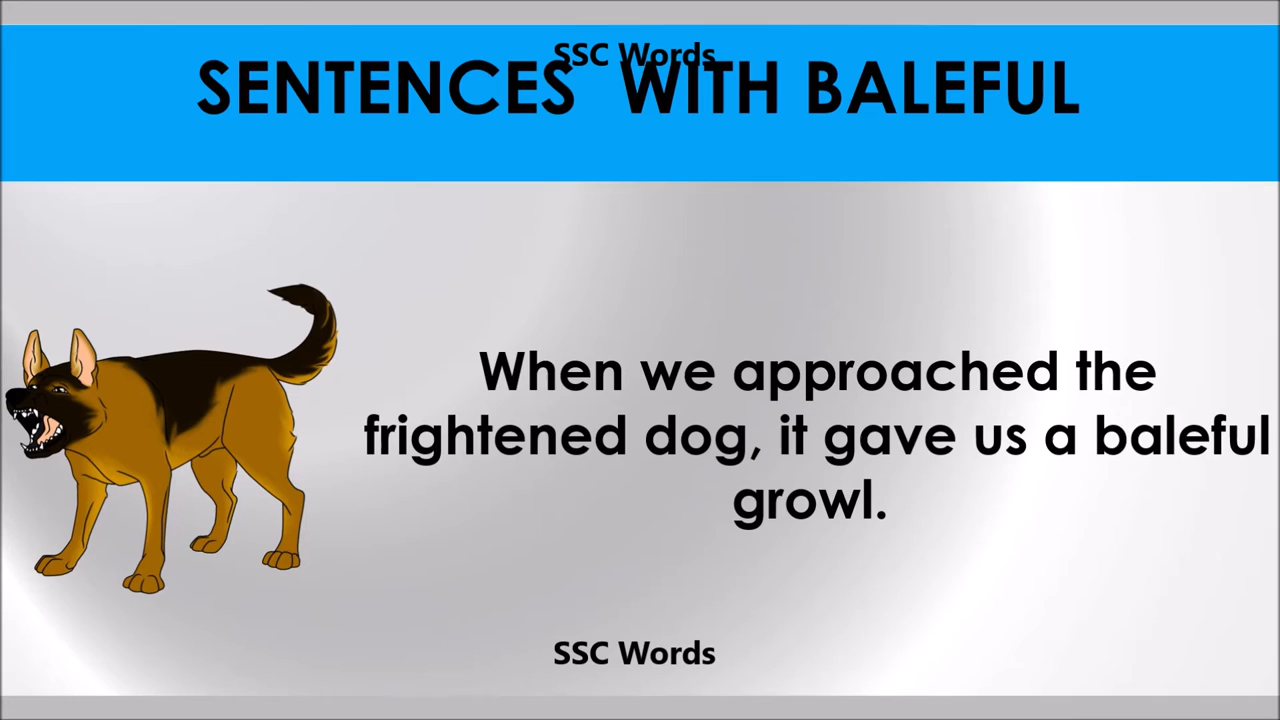 SSC Words
SENTENCES WITH BALEFUL
When we approached the
frightened dog, it gave us a baleful
growl.
SSC Words